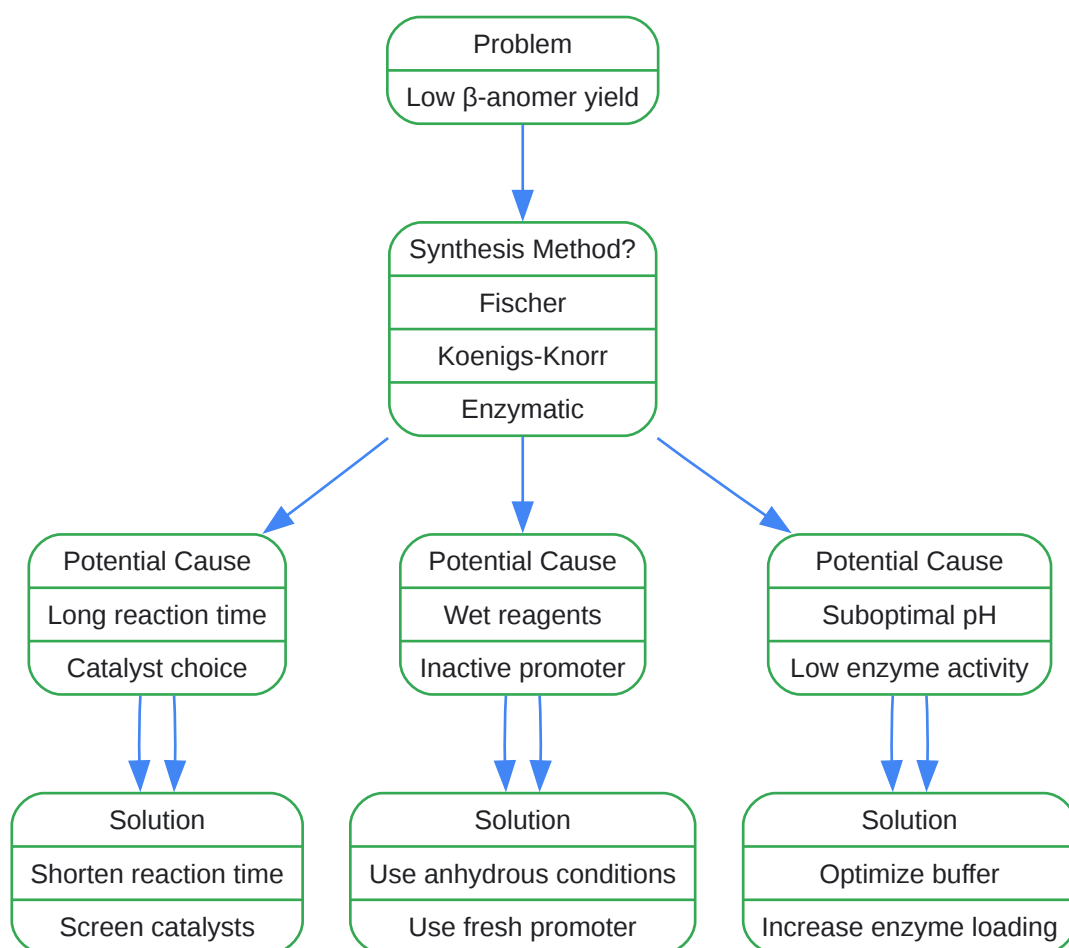 Problem
Low β-anomer yield
Synthesis Method?
Fischer
Koenigs-Knorr
Enzymatic
Potential Cause
Long reaction time
Catalyst choice
Potential Cause
Wet reagents
Inactive promoter
Potential Cause
Suboptimal pH
Low enzyme activity
Solution
Shorten reaction time
Screen catalysts
Solution
Use anhydrous conditions
Use fresh promoter
Solution
Optimize buffer
Increase enzyme loading